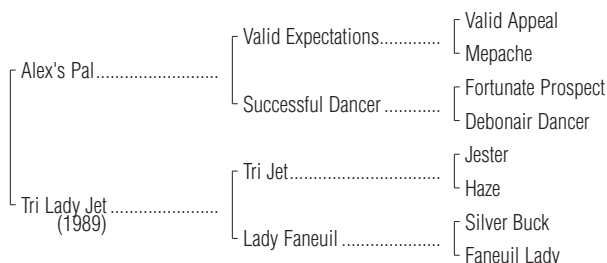 Valid Appeal
Valid Expectations.............
Mepache
Alex's Pal..........................
Fortunate Prospect
Successful Dancer ............
Debonair Dancer
Jester
Tri Jet................................
Haze
Tri Lady Jet .......................
(1989)
Silver Buck
Lady Faneuil .....................
Faneuil Lady